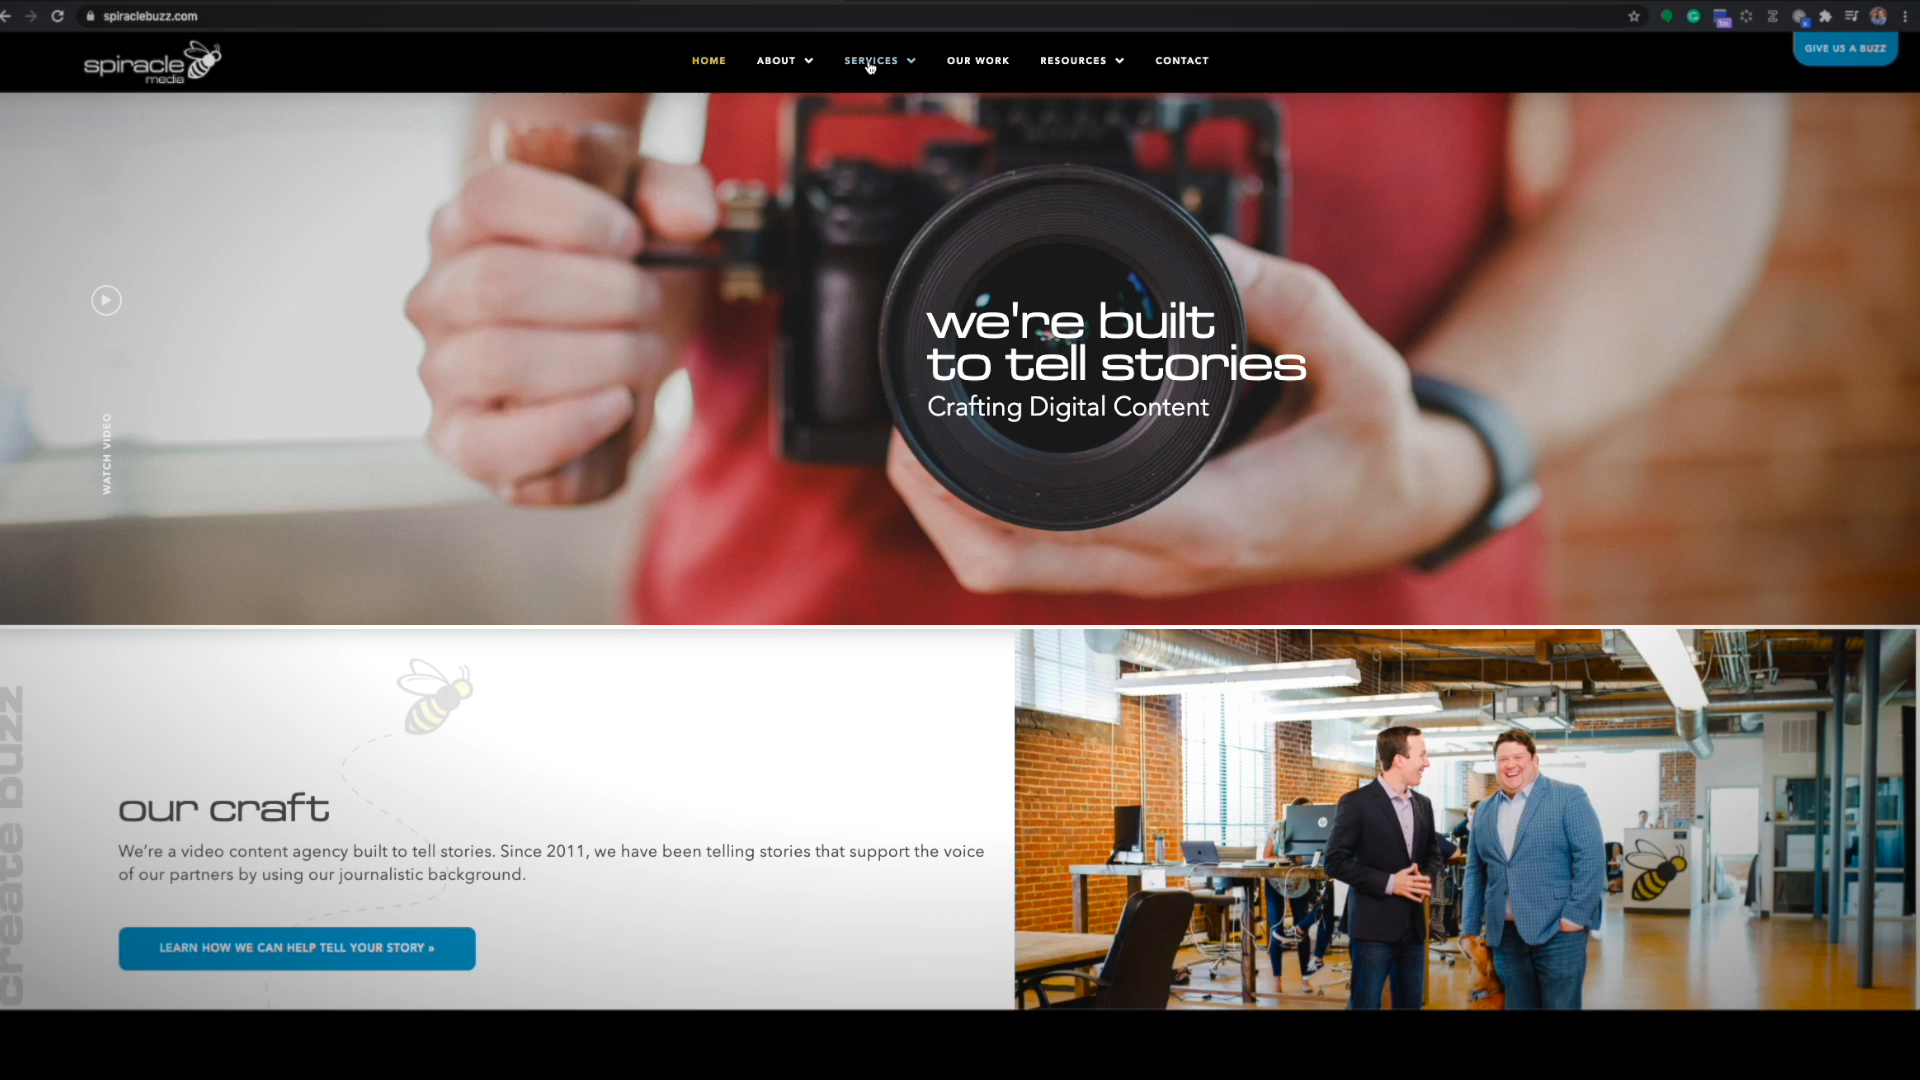 spiraclebuzz.com
spiracle
media
HOME
ABOUT
SERVICES
OUR WORK
RESOURCES
CONTACT
GIVE US A BUZZ
we're built
to tell stories
Crafting Digital Content
WATCH VIDEO
create buzz
our craft
We're a video content agency built to tell stories. Since 2011, we have been telling stories that support the voice
of our partners by using our journalistic background.
LEARN HOW WE CAN HELP TELL YOUR STORY »